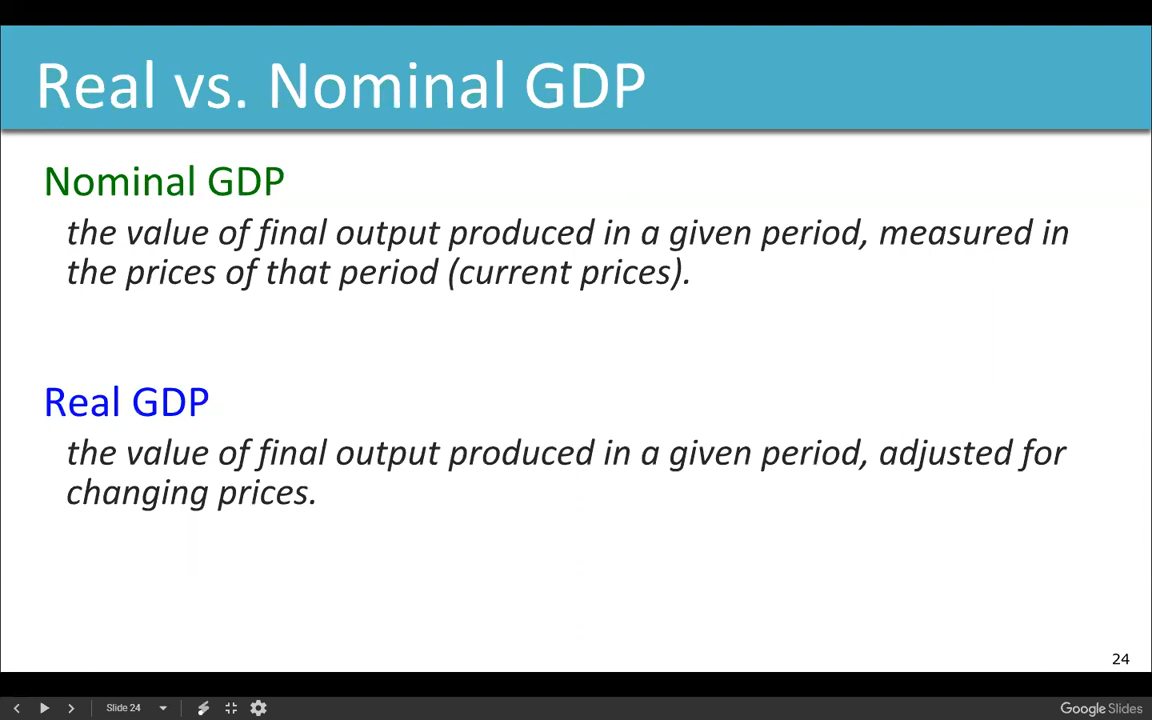 Real vs. Nominal GDP
Nominal GDP
the value of final output produced in a given period, measured in
the prices of that period (current prices).
Real GDP
the value of final output produced in a given period, adjusted for
changing prices.
24
Slide 24
Google Slides